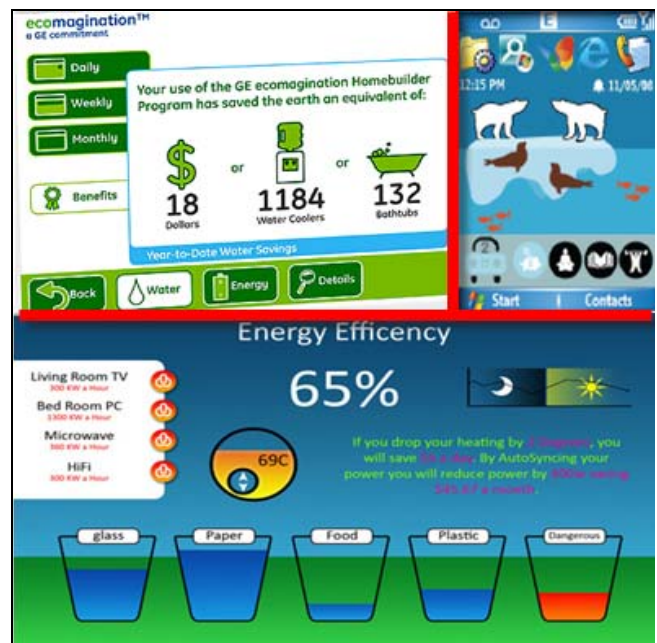 ecomagination™
a GE commitment
Daily
Weekly
Monthly
Benefits
Your use of the GE ecomagination Homebuilder
Program has saved the earth an equivalent of:
or
or
18
Dollars
1184
Water Coolers
132
Bathtubs
Year-to-Date Water Savings
Back
Water
Energy
Details
E
12:15 PM
11/05/08
2
Start
Contacts
Energy Efficency
65%
Living Room TV
300 KW a Hour
Bed Room PC
1300 KW a Hour
Microwave
KW a Hour
HiFi
KW a Hour
69C
If you drop your heating by you
will save a day. By AutoSyncing your
power you will reduce power by saving
a month
glass
Paper
Food
Plastic
Dangerous